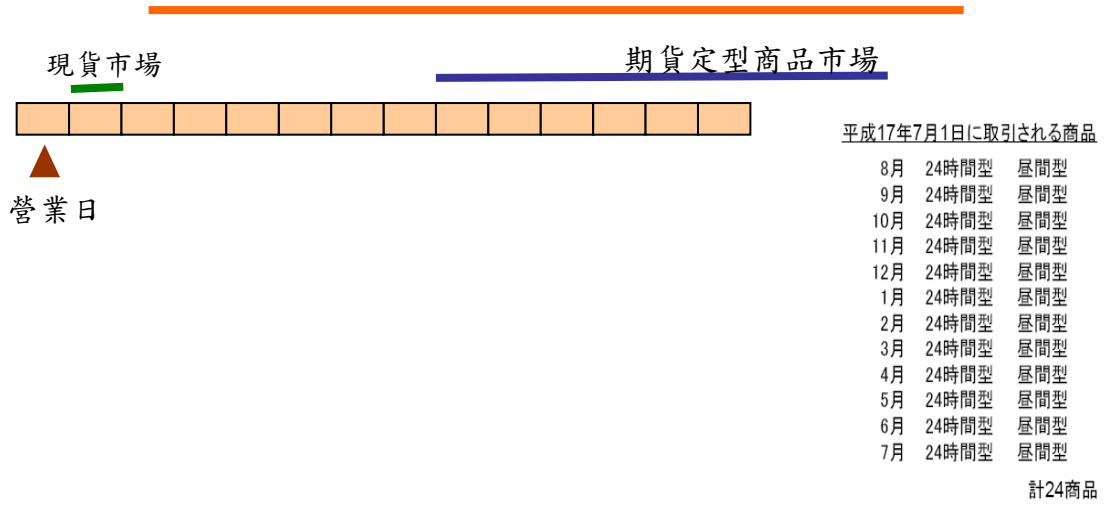 現貨市場
期貨定型商品市場
營業日
平成17年7月1日に取引される商品
8月 24時間型 昼間型
9月 24時間型 昼間型
10月 24時間型 昼間型
11月 24時間型 昼間型
12月 24時間型 昼間型
1月 24時間型 昼間型
2月 24時間型 昼間型
3月 24時間型 昼間型
4月 24時間型 昼間型
5月 24時間型 昼間型
6月 24時間型 昼間型
7月 24時間型 昼間型
計24商品